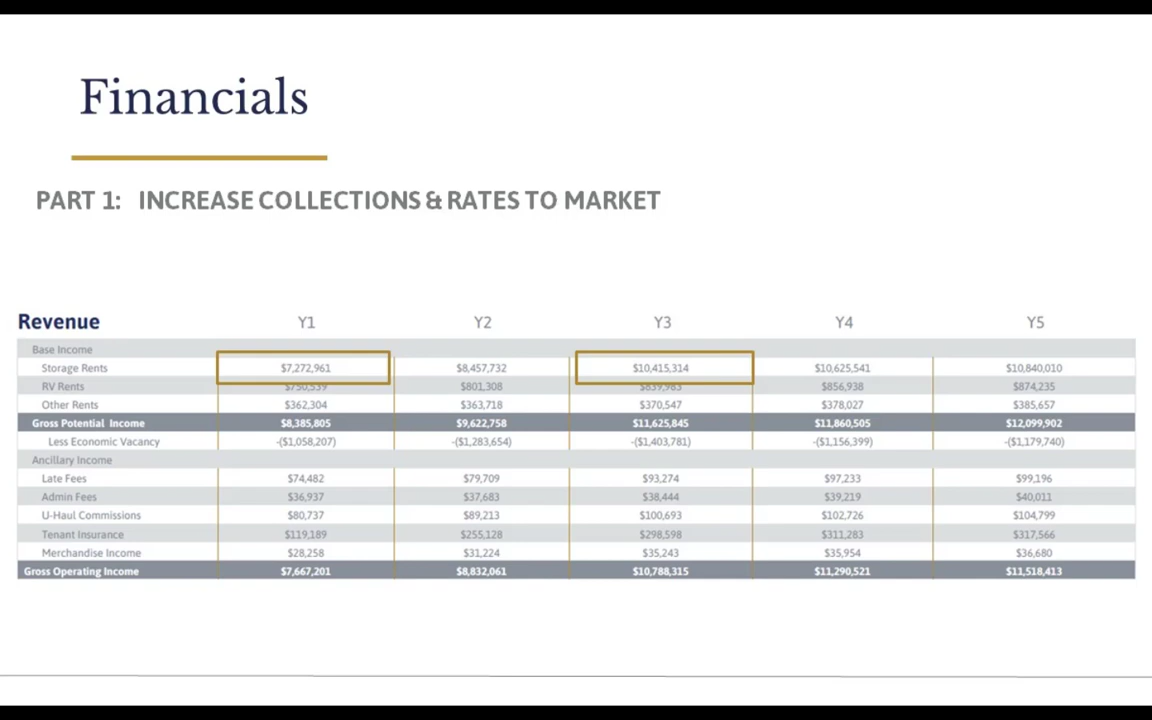 Financials
PART 1: INCREASE COLLECTIONS & RATES TO MARKET
Revenue Y1 Y2 Y3 Y4 Y5
Base Income
Storage Rents $7,272,961 $8,457,732 $10,415,314 $10,625,541 $10,840,010
RV Rents $750,539 $801,308 $839,983 $856,938 $874,235
Other Rents $362,304 $363,718 $370,547 $378,027 $385,657
Gross Potential Income $8,385,805 $9,622,758 $11,625,845 $11,860,505 $12,099,902
Less Economic Vacancy -($1,058,207) -($1,283,654) -($1,403,781) -($1,156,399) -($1,179,740)
Ancillary Income
Late Fees $74,482 $79,709 $93,274 $97,233 $99,196
Admin Fees $36,937 $37,683 $38,444 $39,219 $40,011
U-Haul Commissions $80,737 $89,213 $100,693 $102,726 $104,799
Tenant Insurance $119,189 $255,128 $298,598 $311,283 $317,566
Merchandise Income $28,258 $31,224 $35,243 $35,954 $36,680
Gross Operating Income $7,667,201 $8,832,061 $10,788,315 $11,290,521 $11,518,413